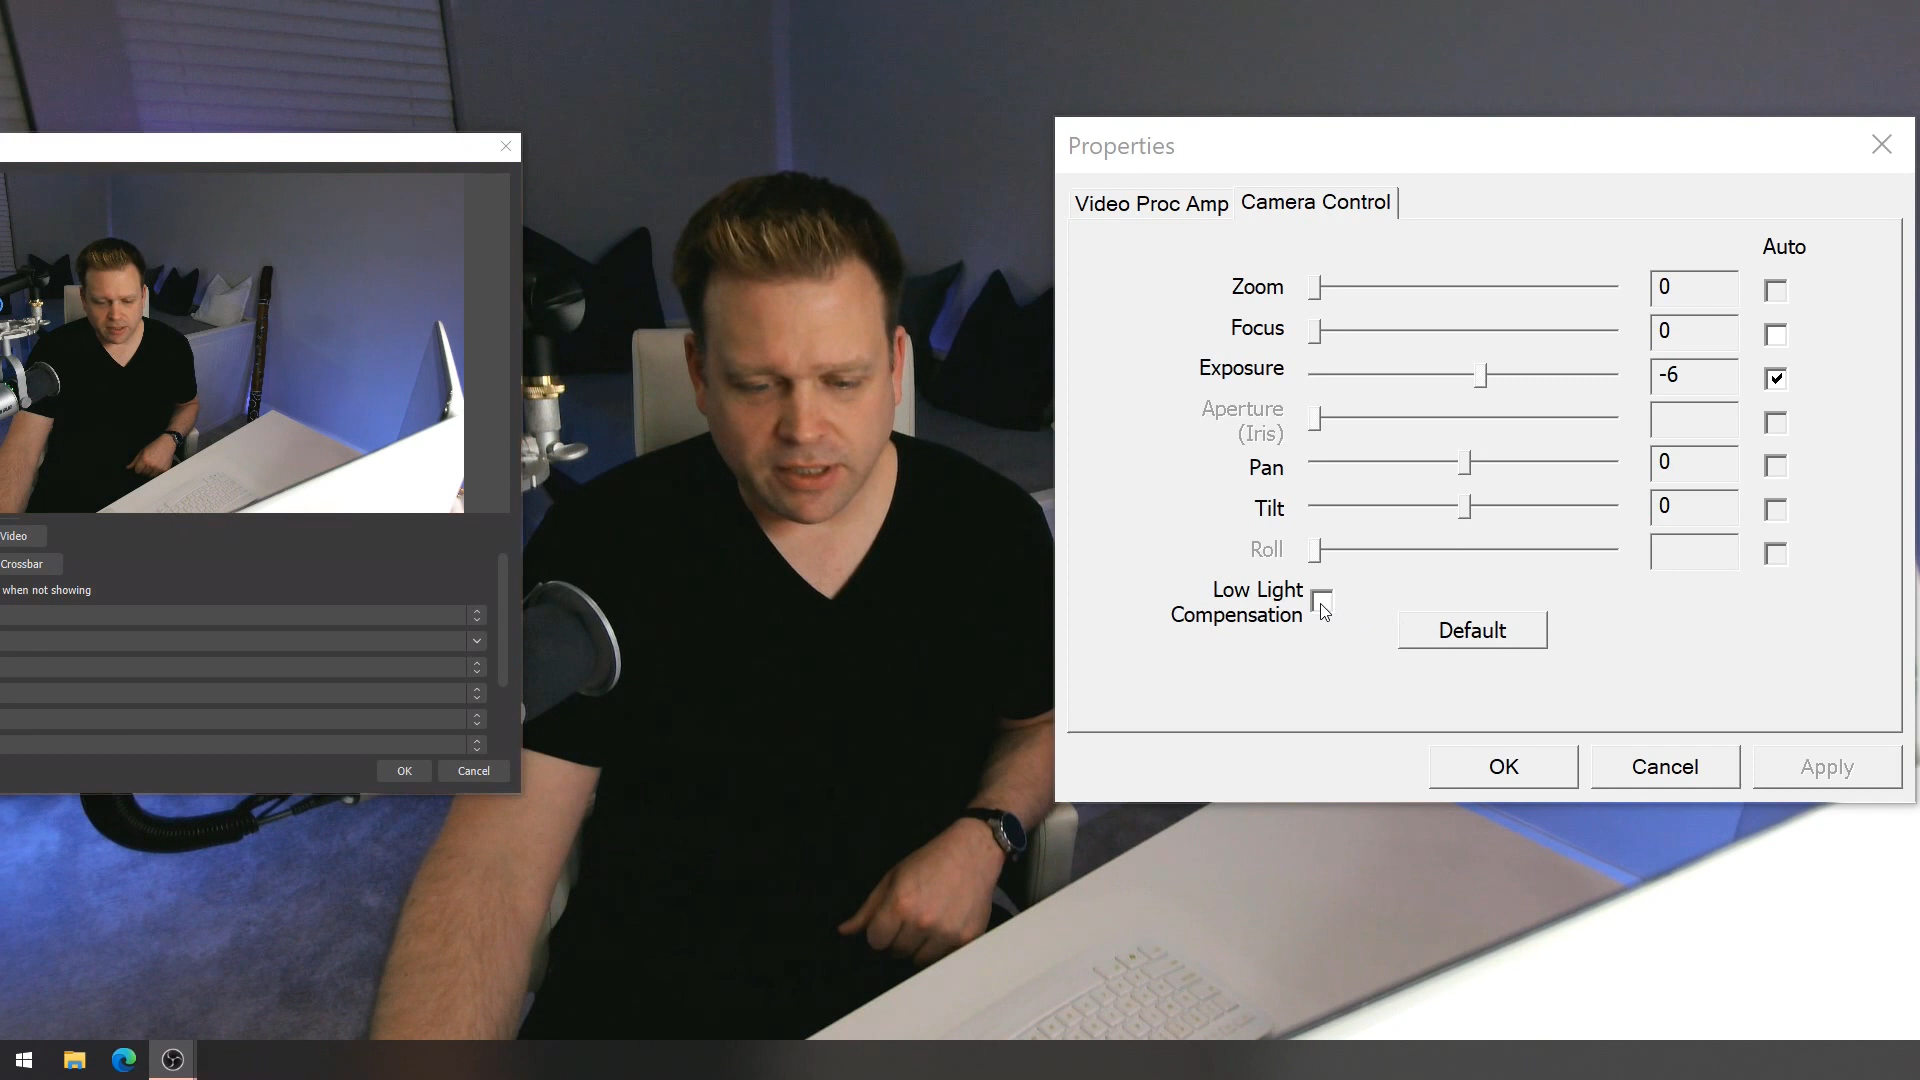 Properties
Video Proc Amp
Camera Control
Auto
Zoom
0
Focus
0
Exposure
-6
Aperture
(Iris)
Pan
0
Tilt
0
Roll
Low Light
Compensation
Default
OK
Cancel
Apply
Video
Crossbar
when not showing
OK
Cancel